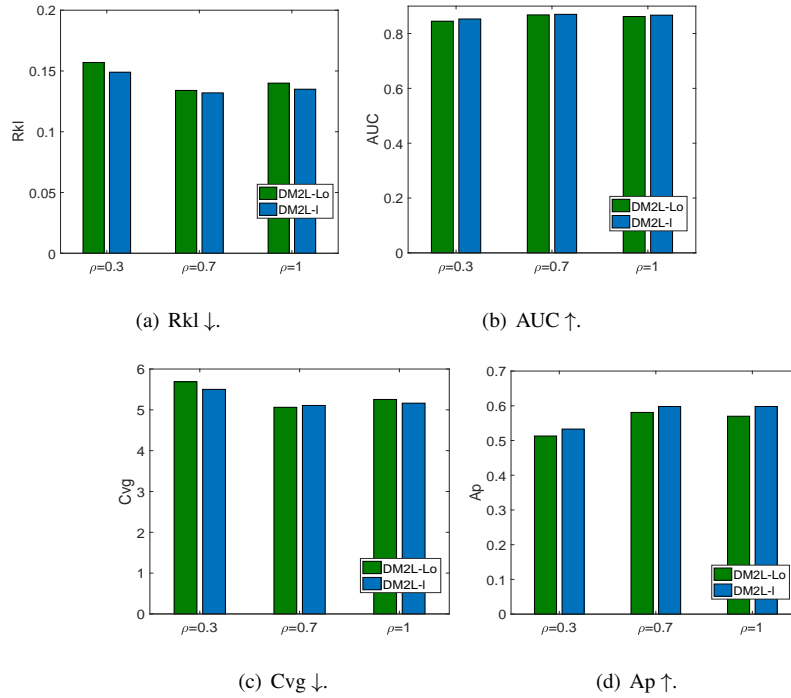 0.2
0.15
0.1
0.05
0
Rkl
ρ=0.3
ρ=0.7
ρ=1
DM2L-Lo
DM2L-l
(a) Rkl ↓.
0.8
0.6
0.4
0.2
0
AUC
ρ=0.3
ρ=0.7
ρ=1
DM2L-Lo
DM2L-l
(b) AUC ↑.
6
5
4
3
2
1
0
Cvg
ρ=0.3
ρ=0.7
ρ=1
DM2L-Lo
DM2L-l
(c) Cvg ↓.
0.7
0.6
0.5
0.4
0.3
0.2
0.1
0
Ap
ρ=0.3
ρ=0.7
ρ=1
DM2L-Lo
DM2L-l
(d) Ap ↑.